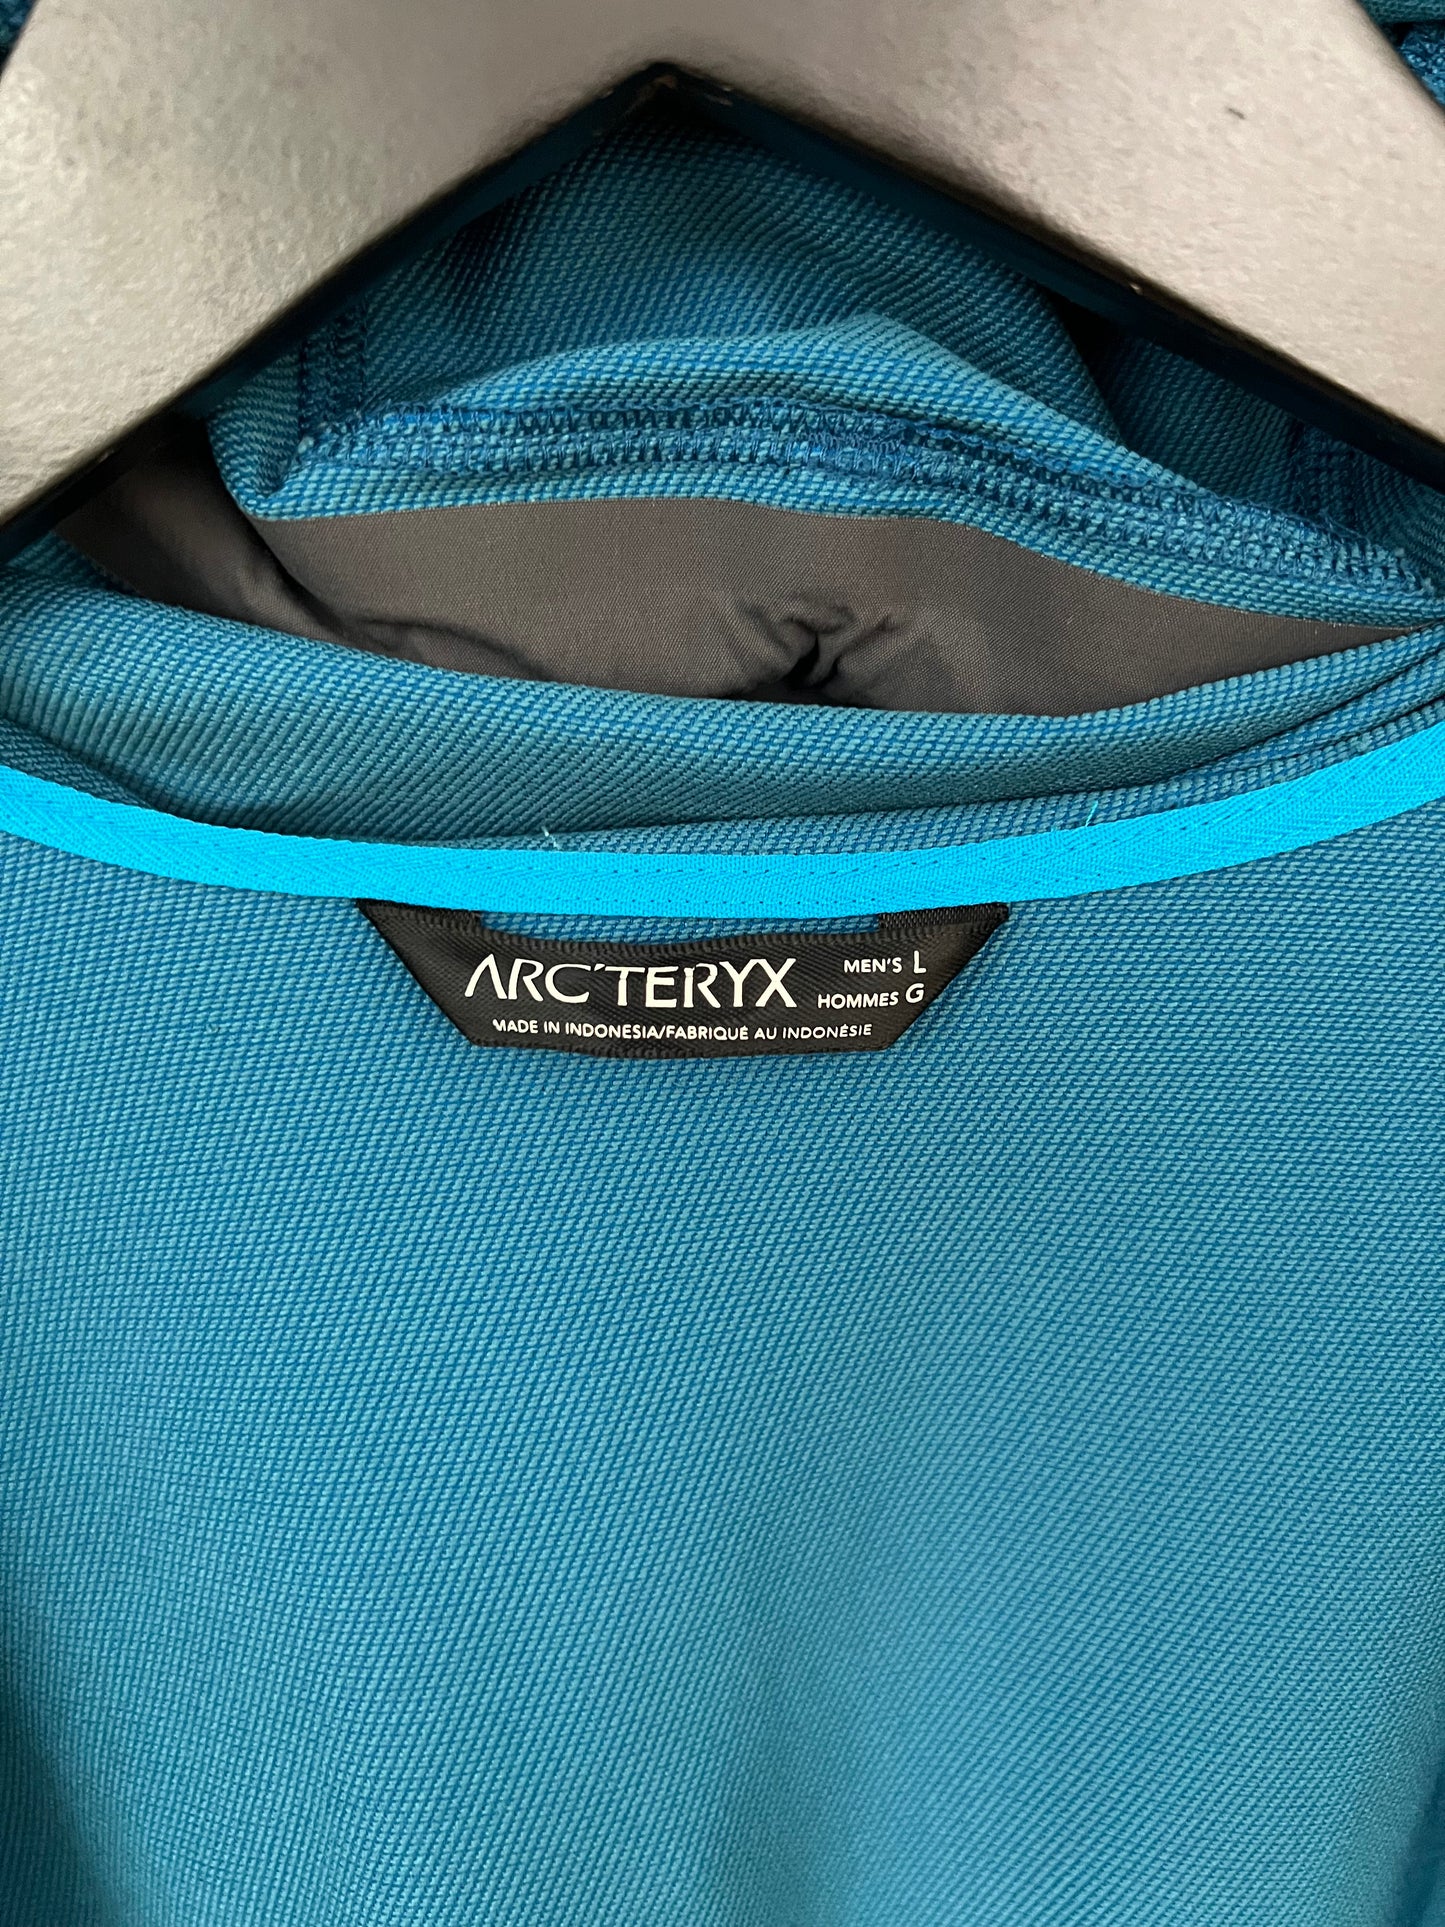 ARC'TERYX MEN'S L
HOMMES G
MADE IN INDONESIA/FABRIQUÉ AU INDONÉSIE